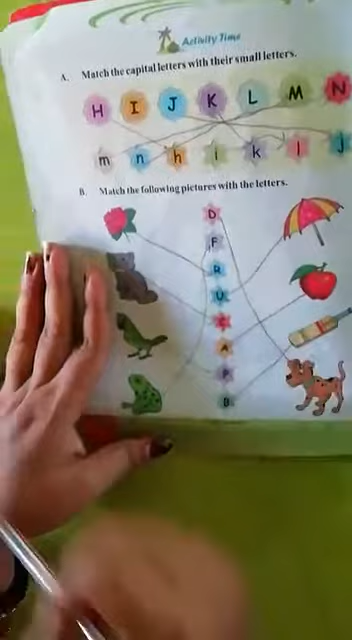 Activity Time
A. Match the capital letters with their small letters.
H I J K L M N
m n h i k l j
B. Match the following pictures with the letters.
D
F
R
U
C
A
P
B